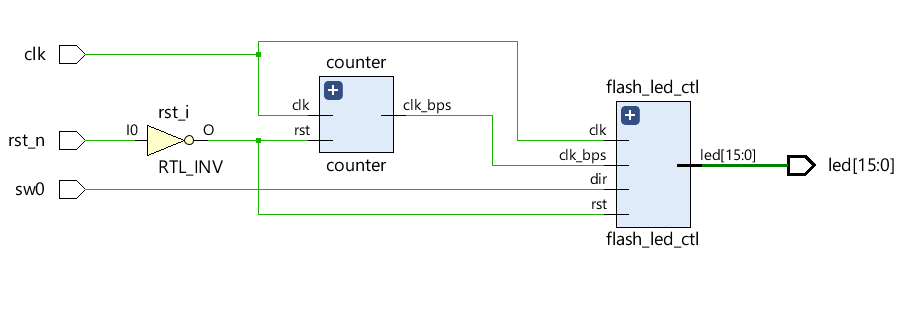 clk
rst_n
sw0
rst_i
I0
O
RTL_INV
counter
clk
rst
clk_bps
counter
flash_led_ctl
clk
clk_bps
dir
rst
led[15:0]
flash_led_ctl
led[15:0]